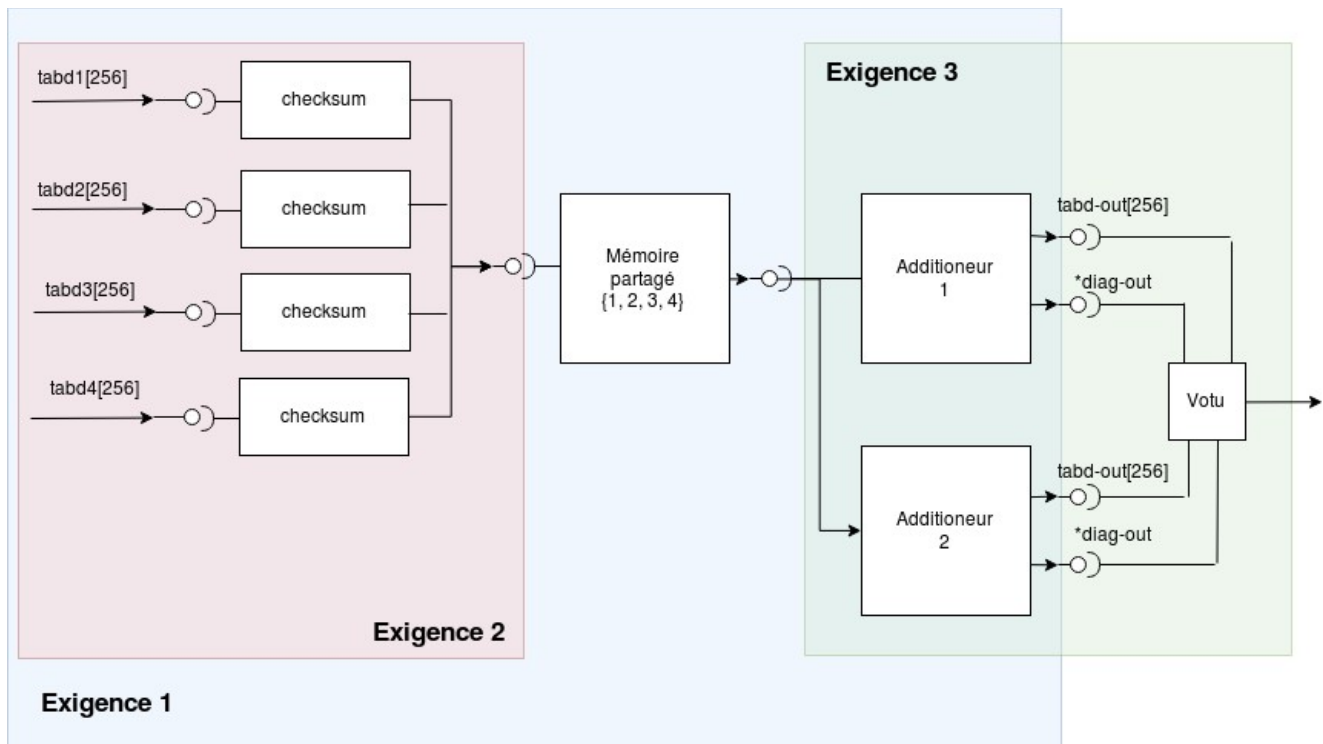 tabd1[256]
checksum
tabd2[256]
checksum
tabd3[256]
checksum
tabd4[256]
checksum
Exigence 2
Exigence 1
Mémoire
partagé
{1, 2, 3, 4}
Exigence 3
Additioneur
1
tabd-out[256]
*diag-out
Votu
Additioneur
2
tabd-out[256]
*diag-out